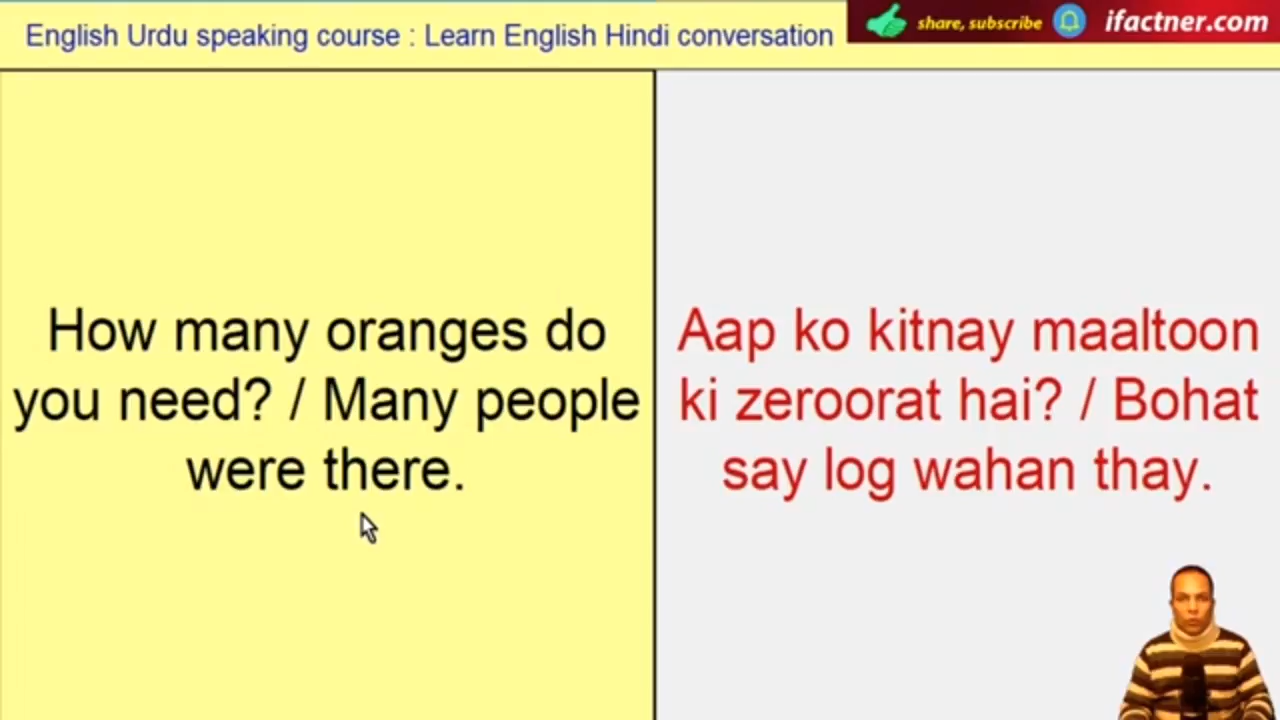 English Urdu speaking course : Learn English Hindi conversation
share, subscribe
ifactner.com
How many oranges do
you need? / Many people
were there.
Aap ko kitnay maaltoon
ki zeroorat hai? / Bohat
say log wahan thay.